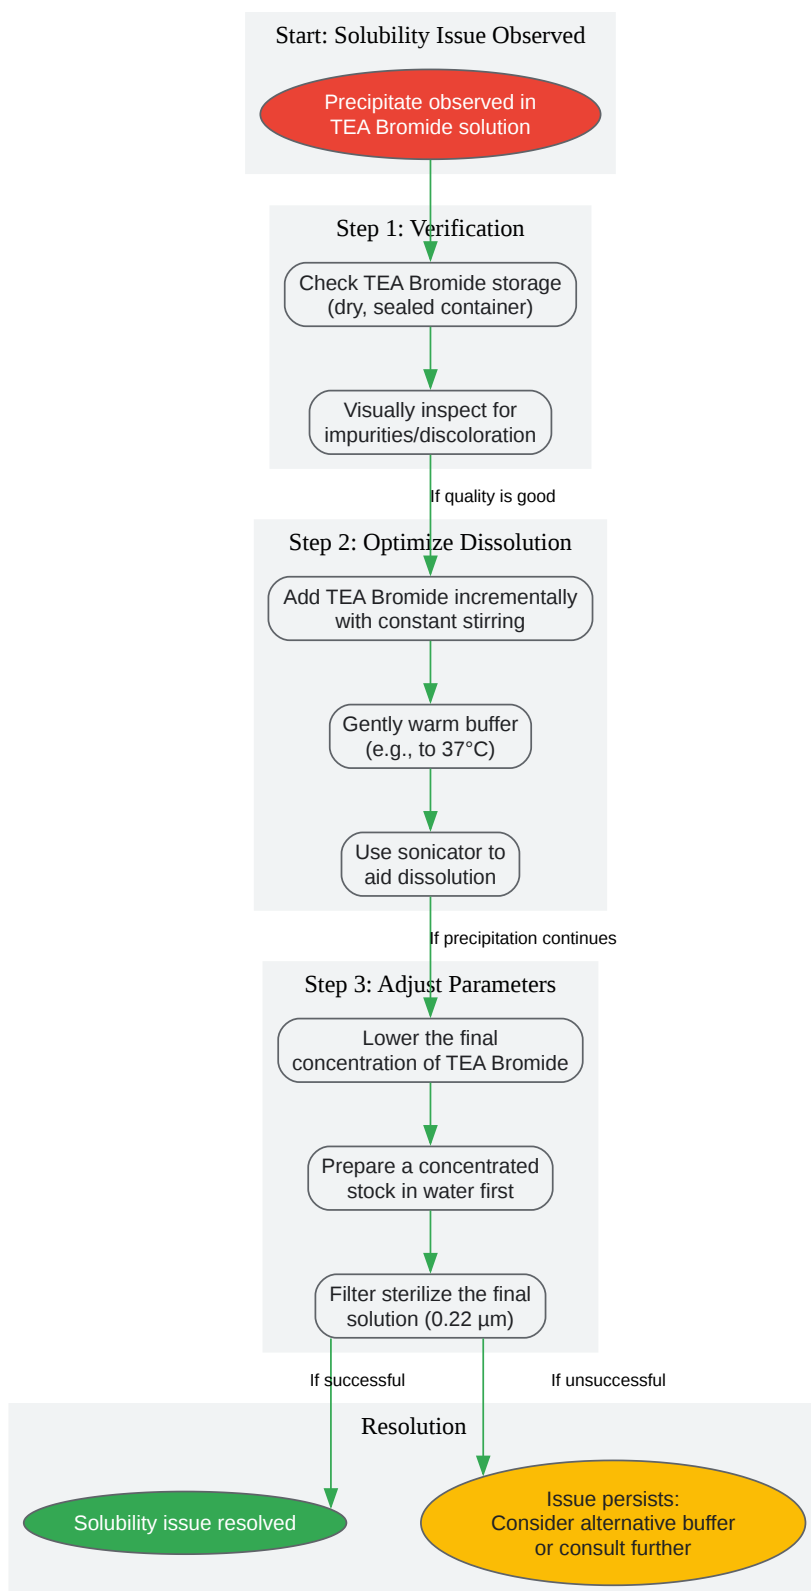 Start: Solubility Issue Observed
Precipitate observed in
TEA Bromide solution
Step 1: Verification
Check TEA Bromide storage
(dry, sealed container)
Visually inspect for
impurities/discoloration
If quality is good
Step 2: Optimize Dissolution
Add TEA Bromide incrementally
with constant stirring
Gently warm buffer
(e.g., to 37°C)
Use sonicator to
aid dissolution
If precipitation continues
Step 3: Adjust Parameters
Lower the final
concentration of TEA Bromide
Prepare a concentrated
stock in water first
Filter sterilize the final
solution (0.22 µm)
If successful
If unsuccessful
Resolution
Solubility issue resolved
Issue persists:
Consider alternative buffer
or consult further